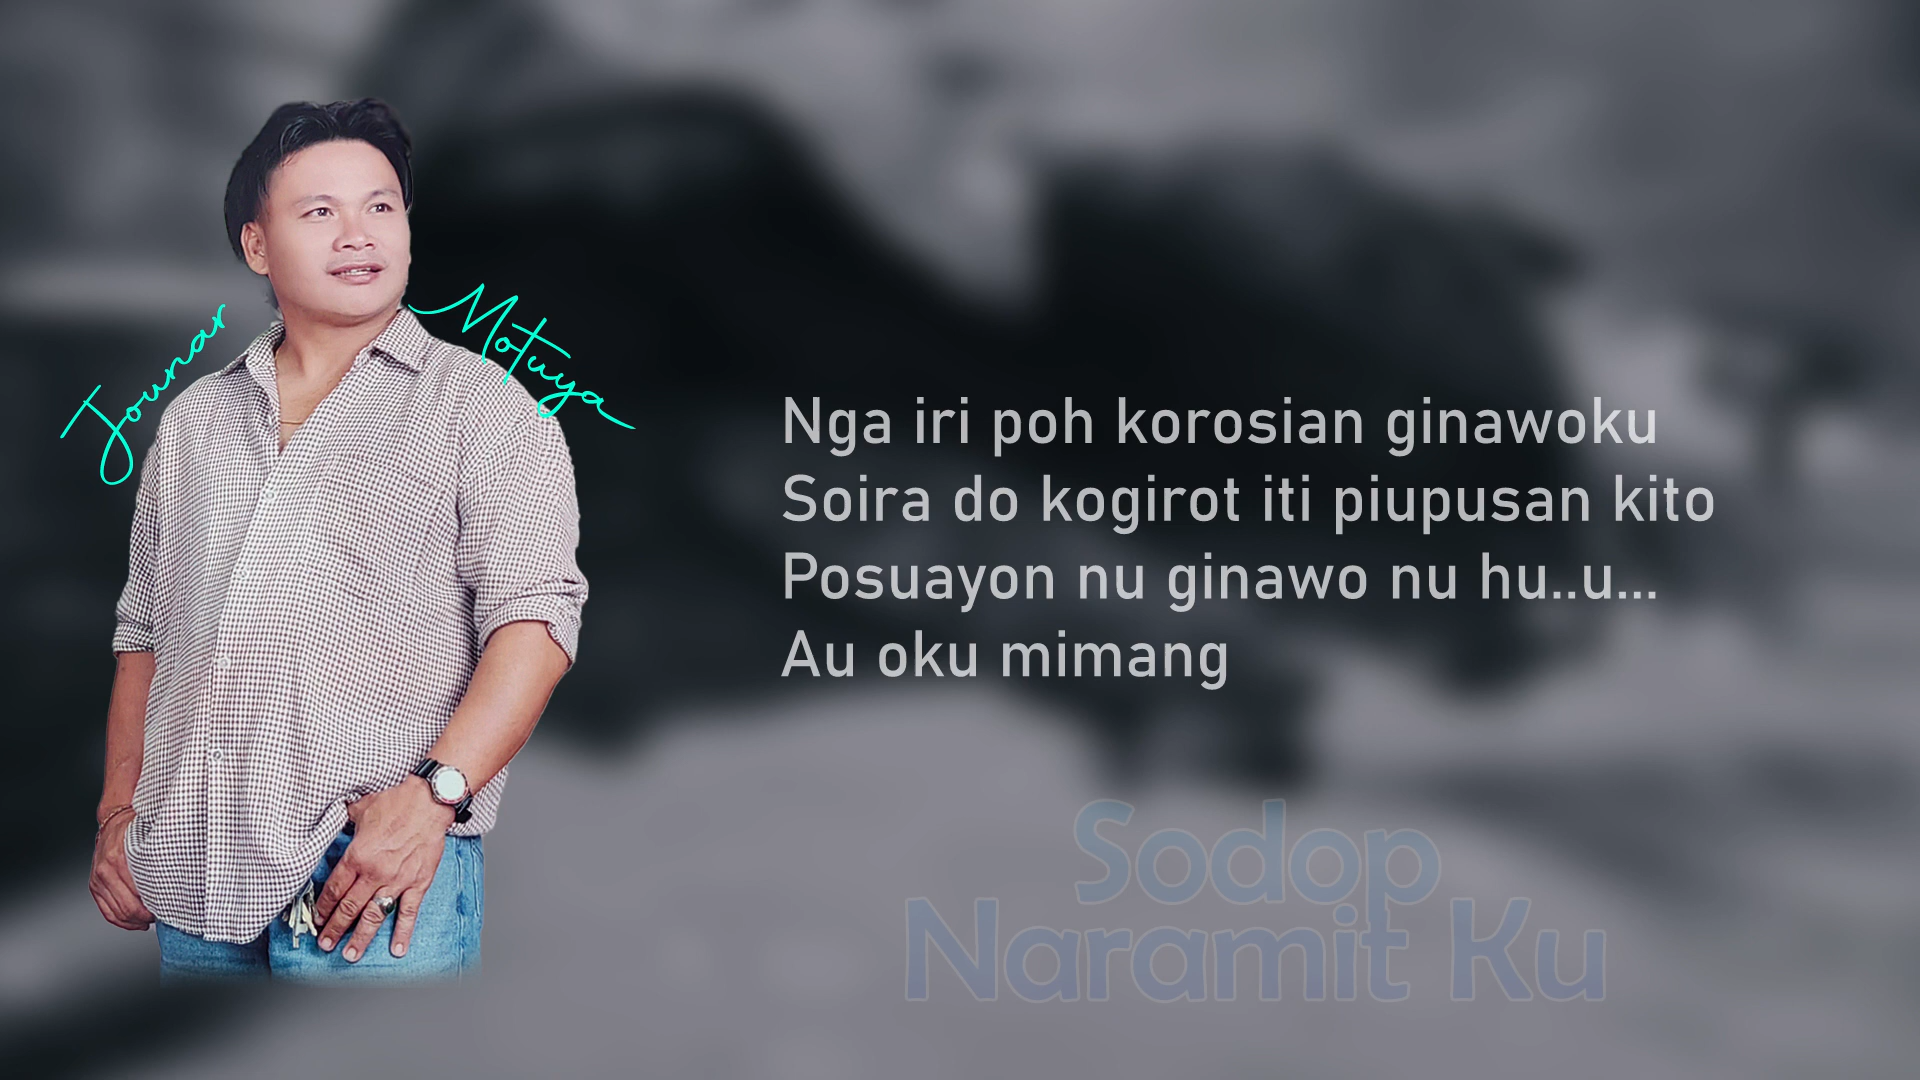 Jounar Motuya
Nga iri poh korosian ginawoku
Soira do kogirot iti piupusan kito
Posuayon nu ginawo nu hu..u...
Au oku mimang
Sodop
Naramit Ku